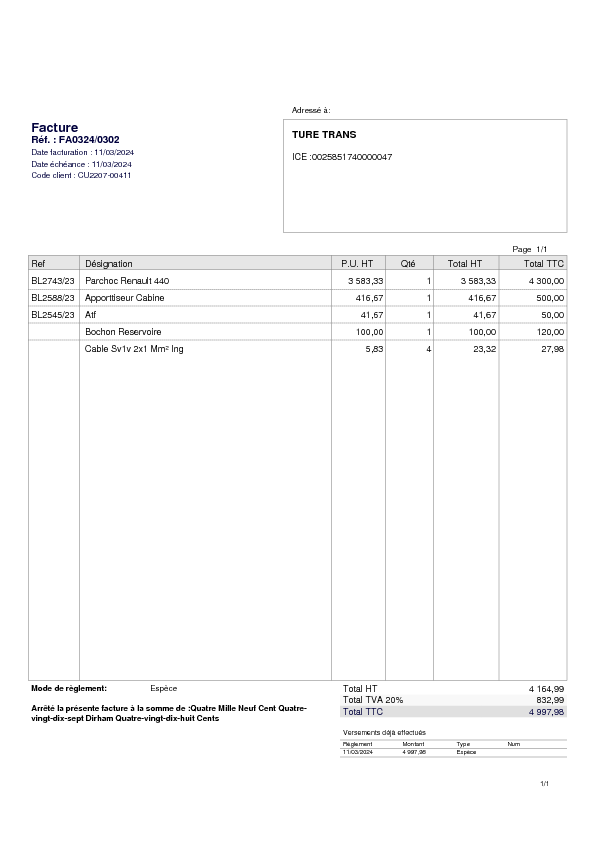 Adressé à:
Facture
Réf. : FA0324/0302
Date facturation : 11/03/2024
Date échéance : 11/03/2024
Code client : CU2207-00411
TURE TRANS
ICE :0025851740000047
Page 1/1
Ref Désignation P.U. HT Qté Total HT Total TTC
BL2743/23 Parchoc Renault 440 3 583,33 1 3 583,33 4 300,00
BL2588/23 Apporttiseur Cabine 416,67 1 416,67 500,00
BL2545/23 Atf 41,67 1 41,67 50,00
Bochon Reservoire 100,00 1 100,00 120,00
Cable Sv1v 2x1 Mm² Ing 5,83 4 23,32 27,98
Mode de règlement: Espèce
Total HT 4 164,99
Total TVA 20% 832,99
Total TTC 4 997,98
Arrêté la présente facture à la somme de :Quatre Mille Neuf Cent Quatre-
vingt-dix-sept Dirham Quatre-vingt-dix-huit Cents
Versements déjà effectués
Règlement Montant Type Num
11/03/2024 4 997,98 Espèce
1/1